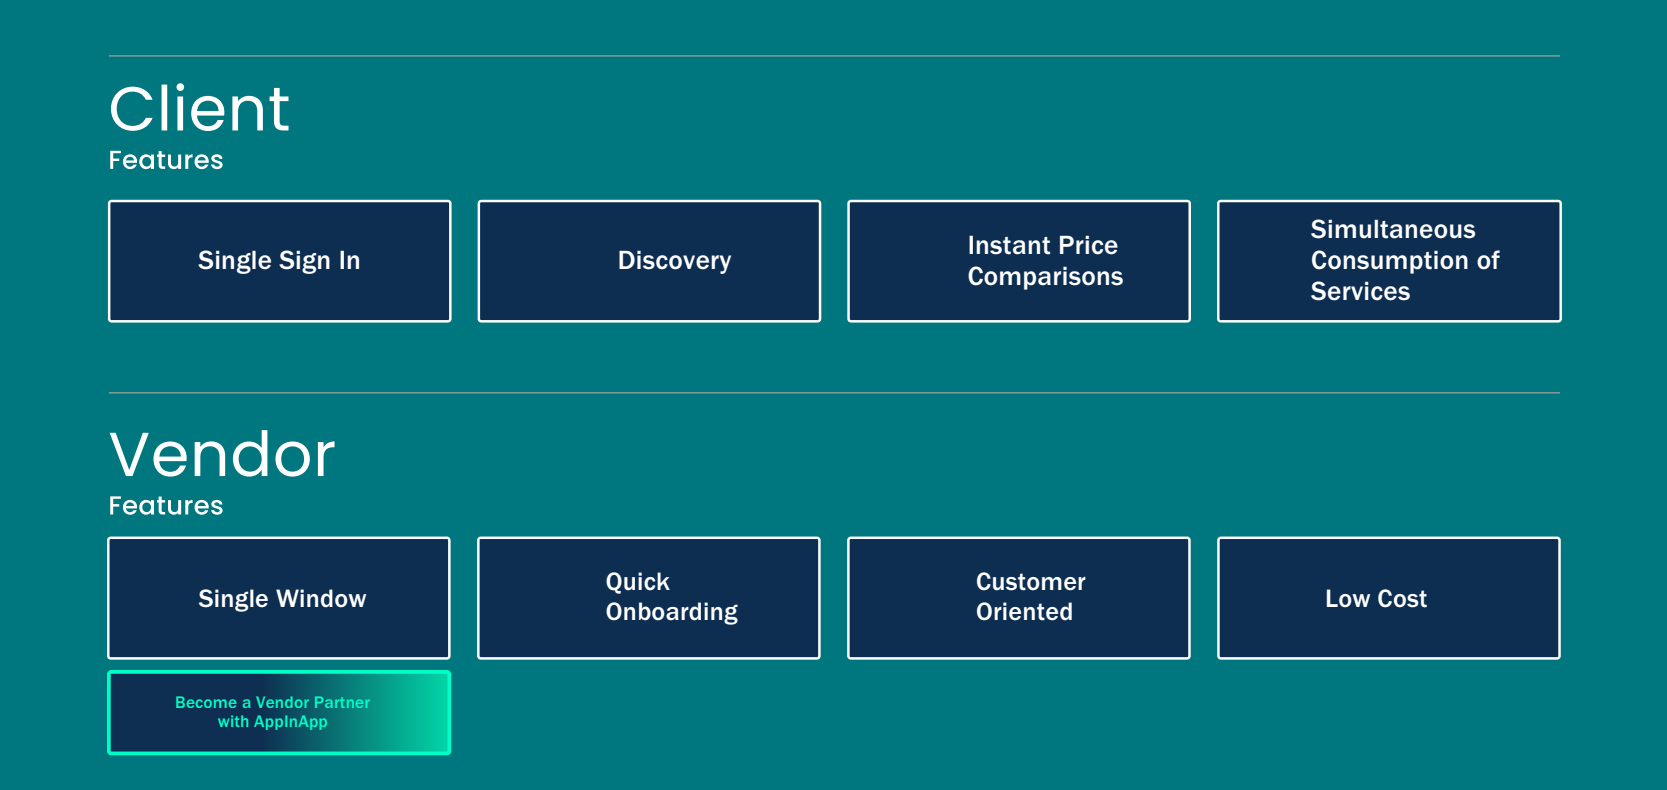 Client
Features
Single Sign In
Discovery
Instant Price
Comparisons
Simultaneous
Consumption of
Services
Vendor
Features
Single Window
Quick
Onboarding
Customer
Oriented
Low Cost
Become a Vendor Partner
with AppInApp